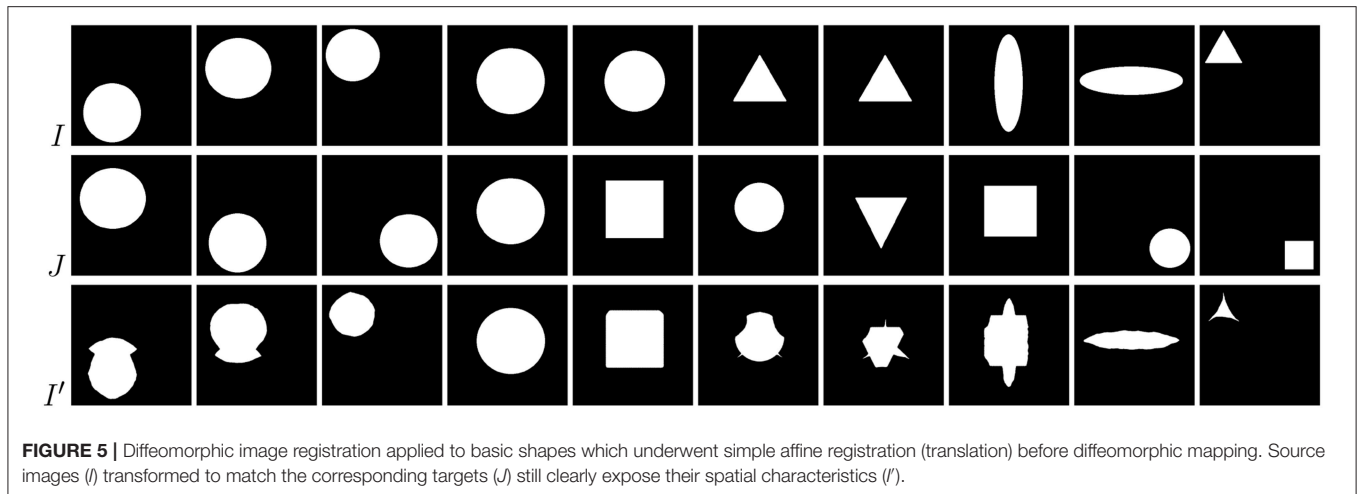 I
J
I′
FIGURE 5 | Diffeomorphic image registration applied to basic shapes which underwent simple affine registration (translation) before diffeomorphic mapping. Source
images (I) transformed to match the corresponding targets (J) still clearly expose their spatial characteristics (I′).